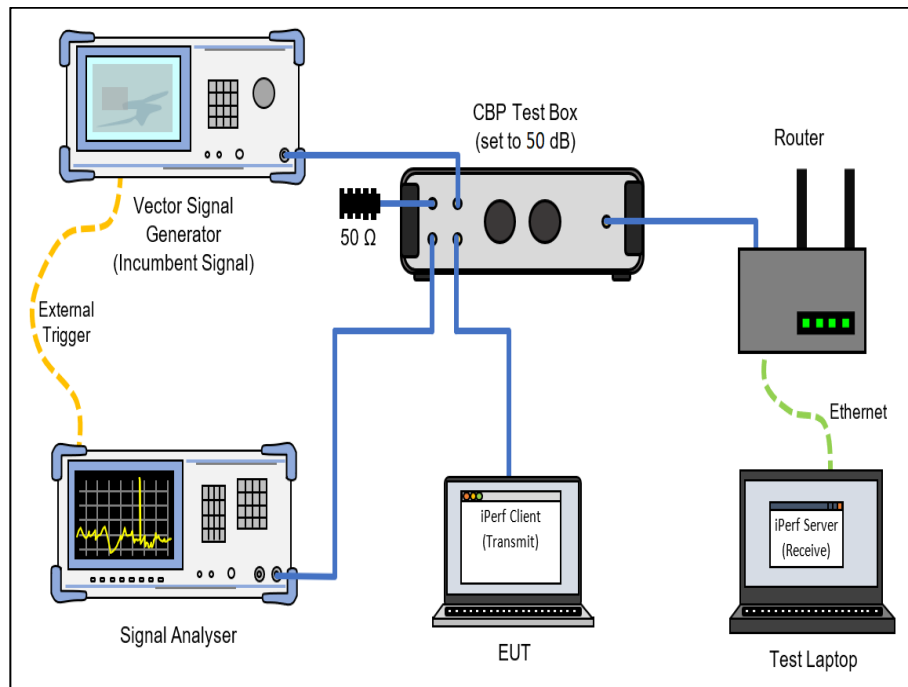 CBP Test Box
(set to 50 dB)
Router
Vector Signal
Generator
(Incumbent Signal)
50 Ω
External
Trigger
Ethernet
iPerf Client
(Transmit)
iPerf Server
(Receive)
Signal Analyser
EUT
Test Laptop